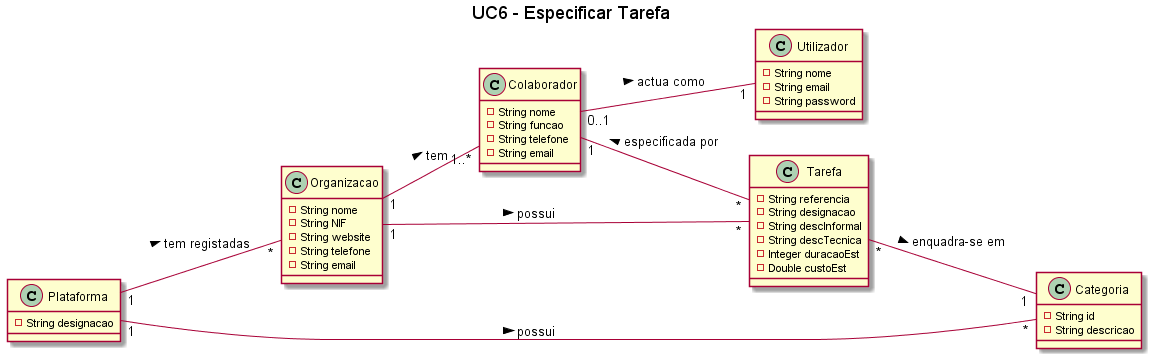 UC6 - Especificar Tarefa
C Utilizador
String nome
String email
String password
C Colaborador
String nome
String funcao
String telefone
String email
actua como
0..1
1
especificada por
1
*
C Tarefa
String referencia
String designacao
String descInformal
String descTecnica
Integer duracaoEst
Double custoEst
C Organizacao
String nome
String NIF
String website
String telefone
String email
tem
1
1..*
possui
1
*
tem registadas
1
*
enquadra-se em
*
1
C Plataforma
String designacao
possui
1
*
C Categoria
String id
String descricao